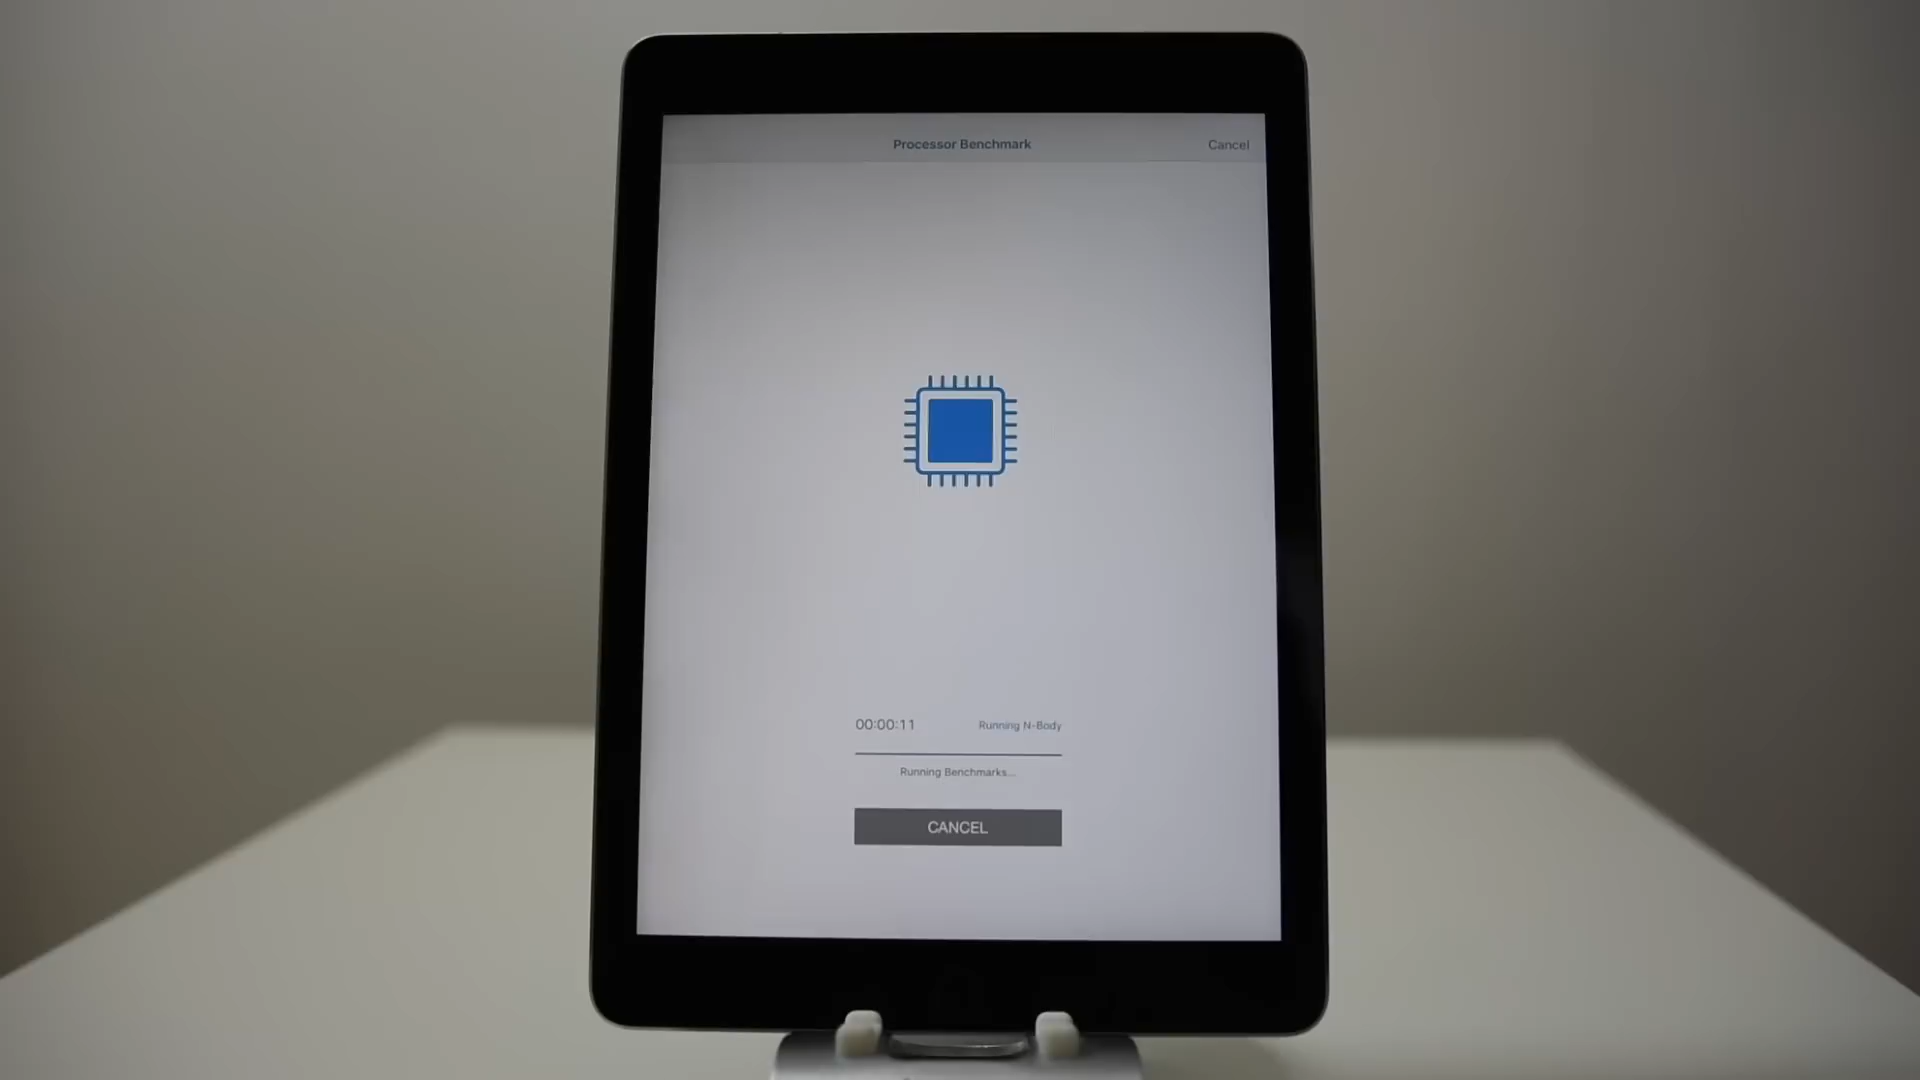 Processor Benchmark
Cancel
00:00:11
Running N-Body
Running Benchmarks...
CANCEL